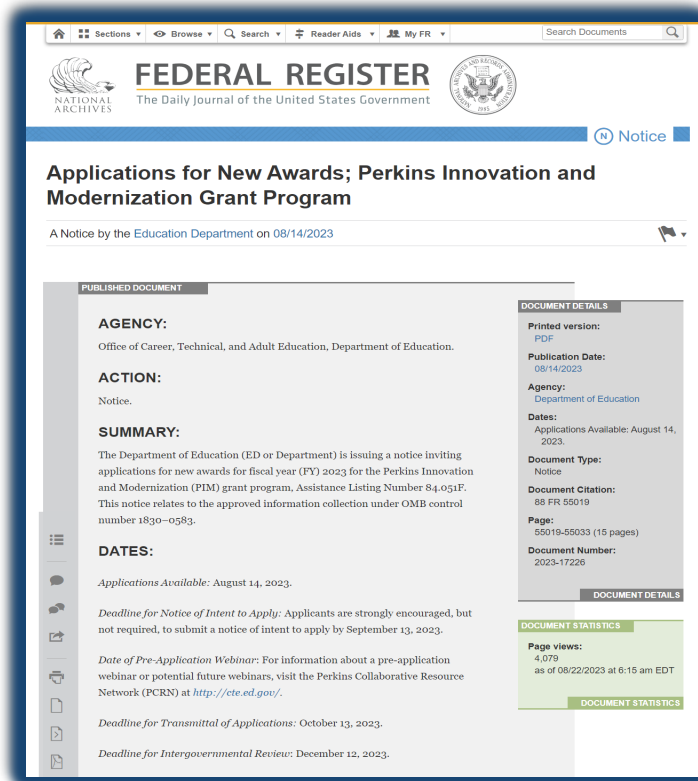 Sections Browse Search Reader Aids My FR Search Documents
NATIONAL
ARCHIVES
FEDERAL REGISTER
The Daily Journal of the United States Government
N Notice
Applications for New Awards; Perkins Innovation and
Modernization Grant Program
A Notice by the Education Department on 08/14/2023
PUBLISHED DOCUMENT
AGENCY:
Office of Career, Technical, and Adult Education, Department of Education.
ACTION:
Notice.
SUMMARY:
The Department of Education (ED or Department) is issuing a notice inviting
applications for new awards for fiscal year (FY) 2023 for the Perkins Innovation
and Modernization (PIM) grant program, Assistance Listing Number 84.051F.
This notice relates to the approved information collection under OMB control
number 1830–0583.
DATES:
Applications Available: August 14, 2023.
Deadline for Notice of Intent to Apply: Applicants are strongly encouraged, but
not required, to submit a notice of intent to apply by September 13, 2023.
Date of Pre-Application Webinar: For information about a pre-application
webinar or potential future webinars, visit the Perkins Collaborative Resource
Network (PCRN) at http://cte.ed.gov/.
Deadline for Transmittal of Applications: October 13, 2023.
Deadline for Intergovernmental Review: December 12, 2023.
DOCUMENT DETAILS
Printed version:
PDF
Publication Date:
08/14/2023
Agency:
Department of Education
Dates:
Applications Available: August 14,
2023.
Document Type:
Notice
Document Citation:
88 FR 55019
Page:
55019-55033 (15 pages)
Document Number:
2023-17226
DOCUMENT DETAILS
DOCUMENT STATISTICS
Page views:
4,079
as of 08/22/2023 at 6:15 am EDT
DOCUMENT STATISTICS